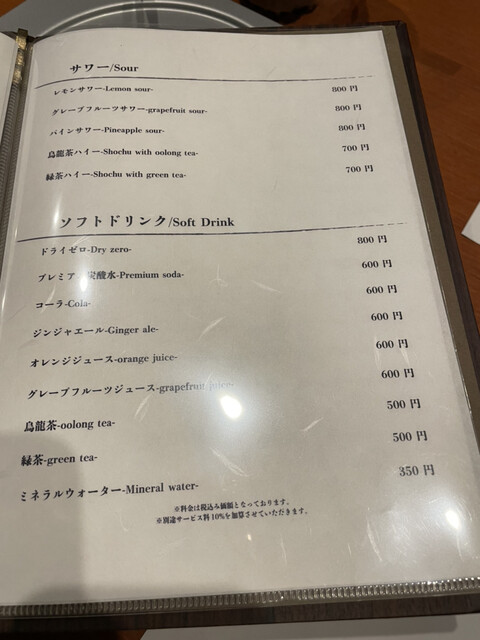 サワー/Sour
レモンサワー-Lemon sour- 800 円
グレープフルーツサワー-grapefruit sour- 800 円
パインサワー-Pineapple sour- 800 円
烏龍茶ハイー-Shochu with oolong tea- 700 円
緑茶ハイー-Shochu with green tea- 700 円
ソフトドリンク/Soft Drink
ドライゼロ-Dry zero- 800 円
プレミア 炭酸水-Premium soda- 600 円
コーラ-Cola- 600 円
ジンジャエール-Ginger ale- 600 円
オレンジジュース-orange juice- 600 円
グレープフルーツジュース-grapefruit juice- 600 円
烏龍茶-oolong tea- 500 円
緑茶-green tea- 500 円
ミネラルウォーター-Mineral water- 350 円
※料金は税込み価額となっております。
※別途サービス料10%を加算させていただきます。